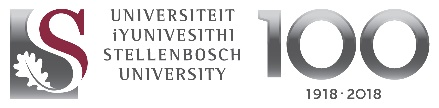 S
UNIVERSITEIT
iYUNIVESITHI
STELLENBOSCH
UNIVERSITY
100
1918 · 2018